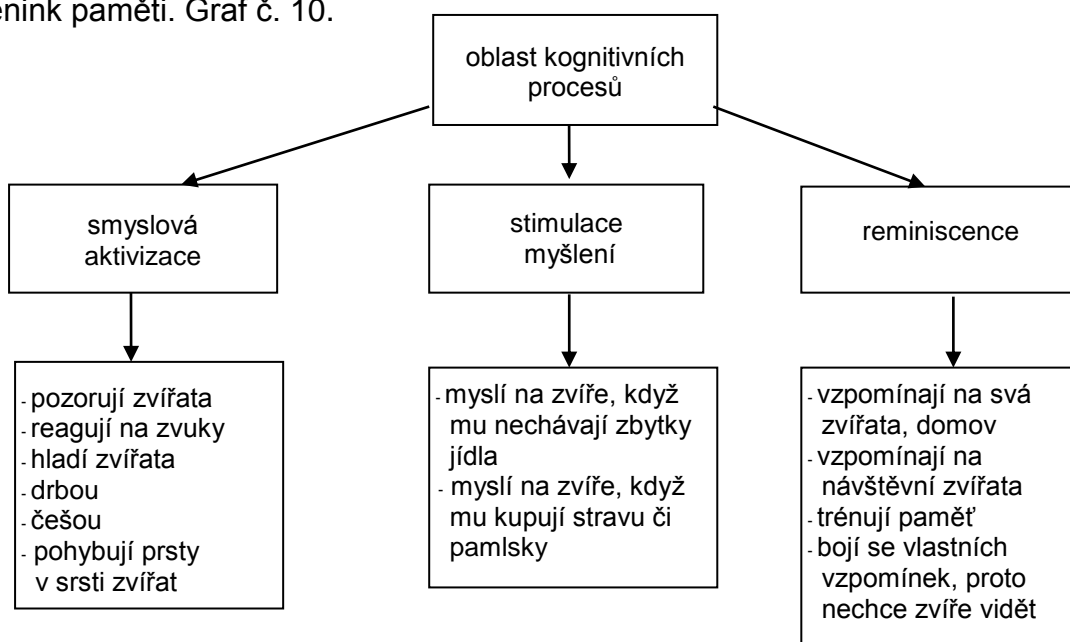 enink paměti. Graf č. 10.
oblast kognitivních
procesů
smyslová
aktivizace
stimulace
myšlení
reminiscence
- pozorují zvířata
- reagují na zvuky
- hladí zvířata
- drbou
- češou
- pohybují prsty
v srsti zvířat
- myslí na zvíře, když
mu nechávají zbytky
jídla
- myslí na zvíře, když
mu kupují stravu či
pamlsky
- vzpomínají na svá
zvířata, domov
- vzpomínají na
návštěvní zvířata
- trénují paměť
- bojí se vlastních
vzpomínek, proto
nechce zvíře vidět